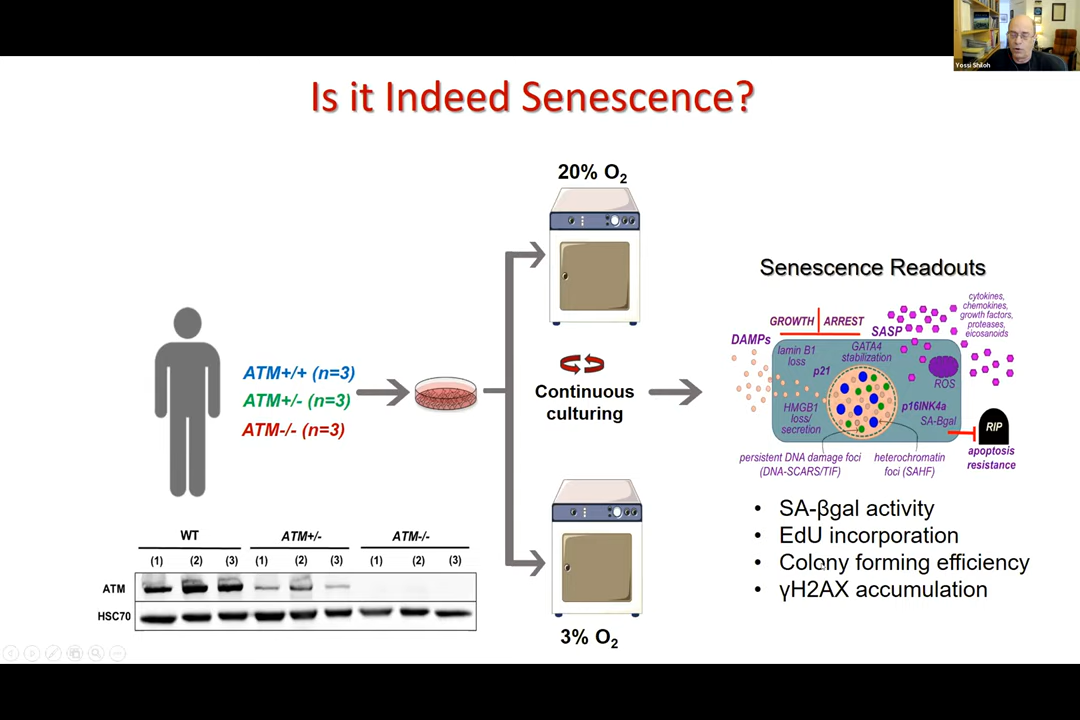 Yossi Shiloh
Is it Indeed Senescence?
20% O₂
ATM+/+ (n=3)
ATM+/- (n=3)
ATM-/- (n=3)
Continuous
culturing
3% O₂
WT
ATM+/-
ATM-/-
(1) (2) (3) (1) (2) (3) (1) (2) (3)
ATM
HSC70
Senescence Readouts
cytokines,
chemokines,
growth factors,
proteases,
eicosanoids
GROWTH ARREST
SASP
DAMPs
lamin B1
loss
GATA4
stabilization
p21
ROS
HMGB1
loss/
secretion
p16INK4a
SA-Bgal
RIP
apoptosis
resistance
persistent DNA damage foci
(DNA-SCARS/TIF)
heterochromatin
foci (SAHF)
• SA-βgal activity
• EdU incorporation
• Colony forming efficiency
• γH2AX accumulation